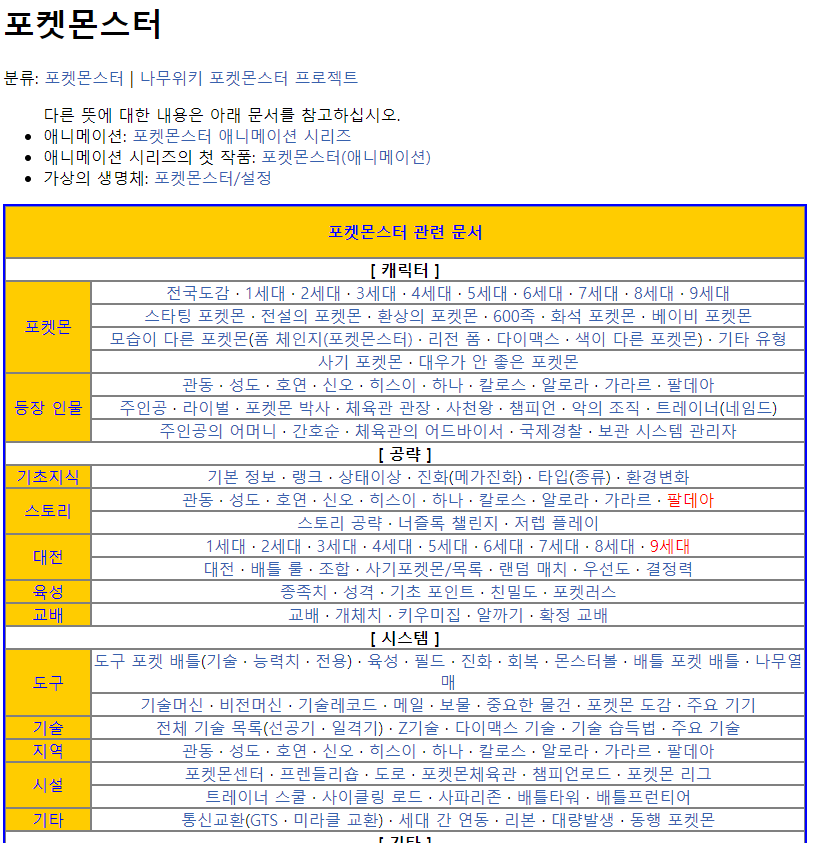 포켓몬스터
분류: 포켓몬스터 | 나무위키 포켓몬스터 프로젝트
다른 뜻에 대한 내용은 아래 문서를 참고하십시오.
• 애니메이션: 포켓몬스터 애니메이션 시리즈
• 애니메이션 시리즈의 첫 작품: 포켓몬스터(애니메이션)
• 가상의 생명체: 포켓몬스터/설정
포켓몬스터 관련 문서
[ 캐릭터 ]
포켓몬
전국도감 · 1세대 · 2세대 · 3세대 · 4세대 · 5세대 · 6세대 · 7세대 · 8세대 · 9세대
스타팅 포켓몬 · 전설의 포켓몬 · 환상의 포켓몬 · 600족 · 화석 포켓몬 · 베이비 포켓몬
모습이 다른 포켓몬(폼 체인지(포켓몬스터) · 리전 폼 · 다이맥스 · 색이 다른 포켓몬) · 기타 유형
사기 포켓몬 · 대우가 안 좋은 포켓몬
등장 인물
관동 · 성도 · 호연 · 신오 · 히스이 · 하나 · 칼로스 · 알로라 · 가라르 · 팔데아
주인공 · 라이벌 · 포켓몬 박사 · 체육관 관장 · 사천왕 · 챔피언 · 악의 조직 · 트레이너(네임드)
주인공의 어머니 · 간호순 · 체육관의 어드바이서 · 국제경찰 · 보관 시스템 관리자
[ 공략 ]
기초지식
기본 정보 · 랭크 · 상태이상 · 진화(메가진화) · 타입(종류) · 환경변화
스토리
관동 · 성도 · 호연 · 신오 · 히스이 · 하나 · 칼로스 · 알로라 · 가라르 · 팔데아
스토리 공략 · 너즐록 챌린지 · 저렙 플레이
대전
1세대 · 2세대 · 3세대 · 4세대 · 5세대 · 6세대 · 7세대 · 8세대 · 9세대
대전 · 배틀 룰 · 조합 · 사기포켓몬/목록 · 랜덤 매치 · 우선도 · 결정력
육성
종족치 · 성격 · 기초 포인트 · 친밀도 · 포켓러스
교배
교배 · 개체치 · 키우미집 · 알까기 · 확정 교배
[ 시스템 ]
도구
도구 포켓 배틀(기술 · 능력치 · 전용) · 육성 · 필드 · 진화 · 회복 · 몬스터볼 · 배틀 포켓 배틀 · 나무열
매
기술머신 · 비전머신 · 기술레코드 · 메일 · 보물 · 중요한 물건 · 포켓몬 도감 · 주요 기기
기술
전체 기술 목록(선공기 · 일격기) · Z기술 · 다이맥스 기술 · 기술 습득법 · 주요 기술
지역
관동 · 성도 · 호연 · 신오 · 히스이 · 하나 · 칼로스 · 알로라 · 가라르 · 팔데아
시설
포켓몬센터 · 프렌들리숍 · 도로 · 포켓몬체육관 · 챔피언로드 · 포켓몬 리그
트레이너 스쿨 · 사이클링 로드 · 사파리존 · 배틀타워 · 배틀프런티어
기타
통신교환(GTS · 미라클 교환) · 세대 간 연동 · 리본 · 대량발생 · 동행 포켓몬
[ 기타 ]